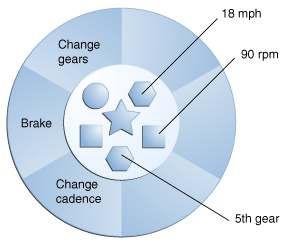 18 mph
Change
gears
90 rpm
Brake
Change
cadence
5th gear